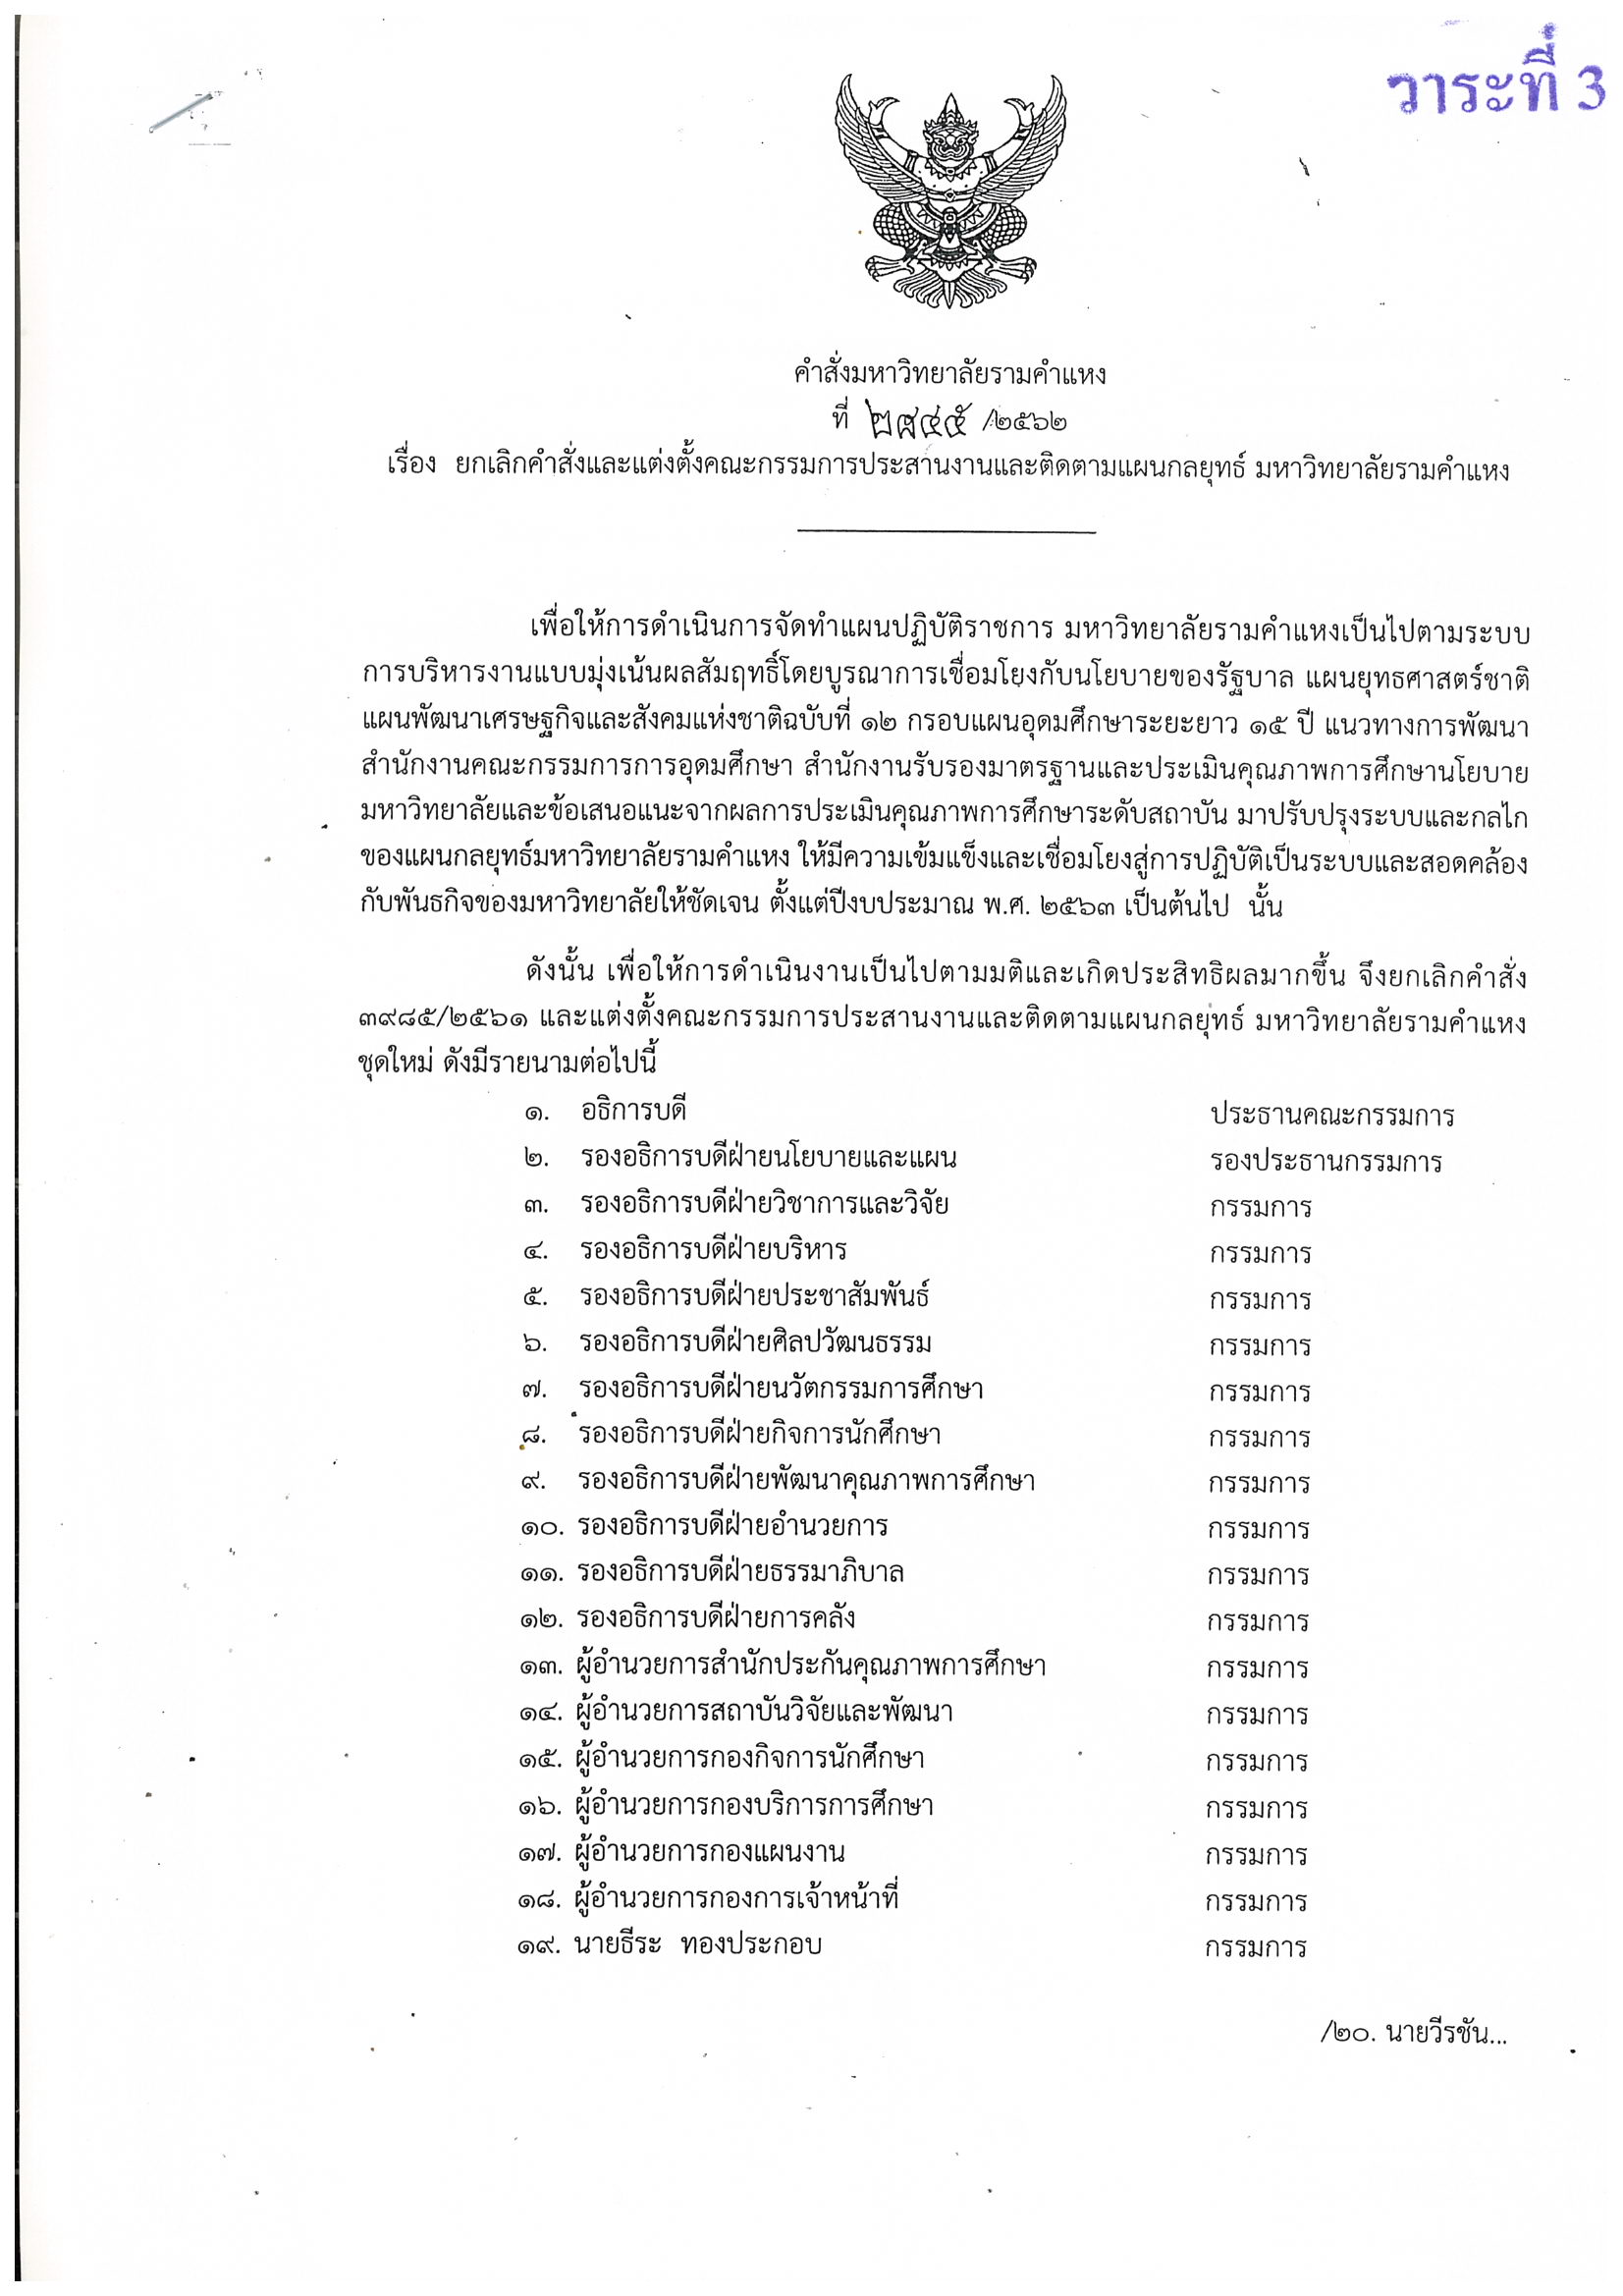 วาระที่ 3
คำสั่งมหาวิทยาลัยรามคำแหง
ที่ ๒๙๔๕ /๒๕๖๒
เรื่อง ยกเลิกคำสั่งและแต่งตั้งคณะกรรมการประสานงานและติดตามแผนกลยุทธ์ มหาวิทยาลัยรามคำแหง
เพื่อให้การดำเนินการจัดทำแผนปฏิบัติราชการ มหาวิทยาลัยรามคำแหงเป็นไปตามระบบ
การบริหารงานแบบมุ่งเน้นผลสัมฤทธิ์โดยบูรณาการเชื่อมโยงกับนโยบายของรัฐบาล แผนยุทธศาสตร์ชาติ
แผนพัฒนาเศรษฐกิจและสังคมแห่งชาติฉบับที่ ๑๒ กรอบแผนอุดมศึกษาระยะยาว ๑๕ ปี แนวทางการพัฒนา
สำนักงานคณะกรรมการการอุดมศึกษา สำนักงานรับรองมาตรฐานและประเมินคุณภาพการศึกษานโยบาย
มหาวิทยาลัยและข้อเสนอแนะจากผลการประเมินคุณภาพการศึกษาระดับสถาบัน มาปรับปรุงระบบและกลไก
ของแผนกลยุทธ์มหาวิทยาลัยรามคำแหง ให้มีความเข้มแข็งและเชื่อมโยงสู่การปฏิบัติเป็นระบบและสอดคล้อง
กับพันธกิจของมหาวิทยาลัยให้ชัดเจน ตั้งแต่ปีงบประมาณ พ.ศ. ๒๕๖๓ เป็นต้นไป นั้น
ดังนั้น เพื่อให้การดำเนินงานเป็นไปตามมติและเกิดประสิทธิผลมากขึ้น จึงยกเลิกคำสั่ง
๓๙๘๕/๒๕๖๑ และแต่งตั้งคณะกรรมการประสานงานและติดตามแผนกลยุทธ์ มหาวิทยาลัยรามคำแหง
ชุดใหม่ ดังมีรายนามต่อไปนี้
๑. อธิการบดี ประธานคณะกรรมการ
๒. รองอธิการบดีฝ่ายนโยบายและแผน รองประธานกรรมการ
๓. รองอธิการบดีฝ่ายวิชาการและวิจัย กรรมการ
๔. รองอธิการบดีฝ่ายบริหาร กรรมการ
๕. รองอธิการบดีฝ่ายประชาสัมพันธ์ กรรมการ
๖. รองอธิการบดีฝ่ายศิลปวัฒนธรรม กรรมการ
๗. รองอธิการบดีฝ่ายนวัตกรรมการศึกษา กรรมการ
๘. รองอธิการบดีฝ่ายกิจการนักศึกษา กรรมการ
๙. รองอธิการบดีฝ่ายพัฒนาคุณภาพการศึกษา กรรมการ
๑๐. รองอธิการบดีฝ่ายอำนวยการ กรรมการ
๑๑. รองอธิการบดีฝ่ายธรรมาภิบาล กรรมการ
๑๒. รองอธิการบดีฝ่ายการคลัง กรรมการ
๑๓. ผู้อำนวยการสำนักประกันคุณภาพการศึกษา กรรมการ
๑๔. ผู้อำนวยการสถาบันวิจัยและพัฒนา กรรมการ
๑๕. ผู้อำนวยการกองกิจการนักศึกษา กรรมการ
๑๖. ผู้อำนวยการกองบริการการศึกษา กรรมการ
๑๗. ผู้อำนวยการกองแผนงาน กรรมการ
๑๘. ผู้อำนวยการกองการเจ้าหน้าที่ กรรมการ
๑๙. นายธีระ ทองประกอบ กรรมการ
/๒๐. นายวีรชัน...